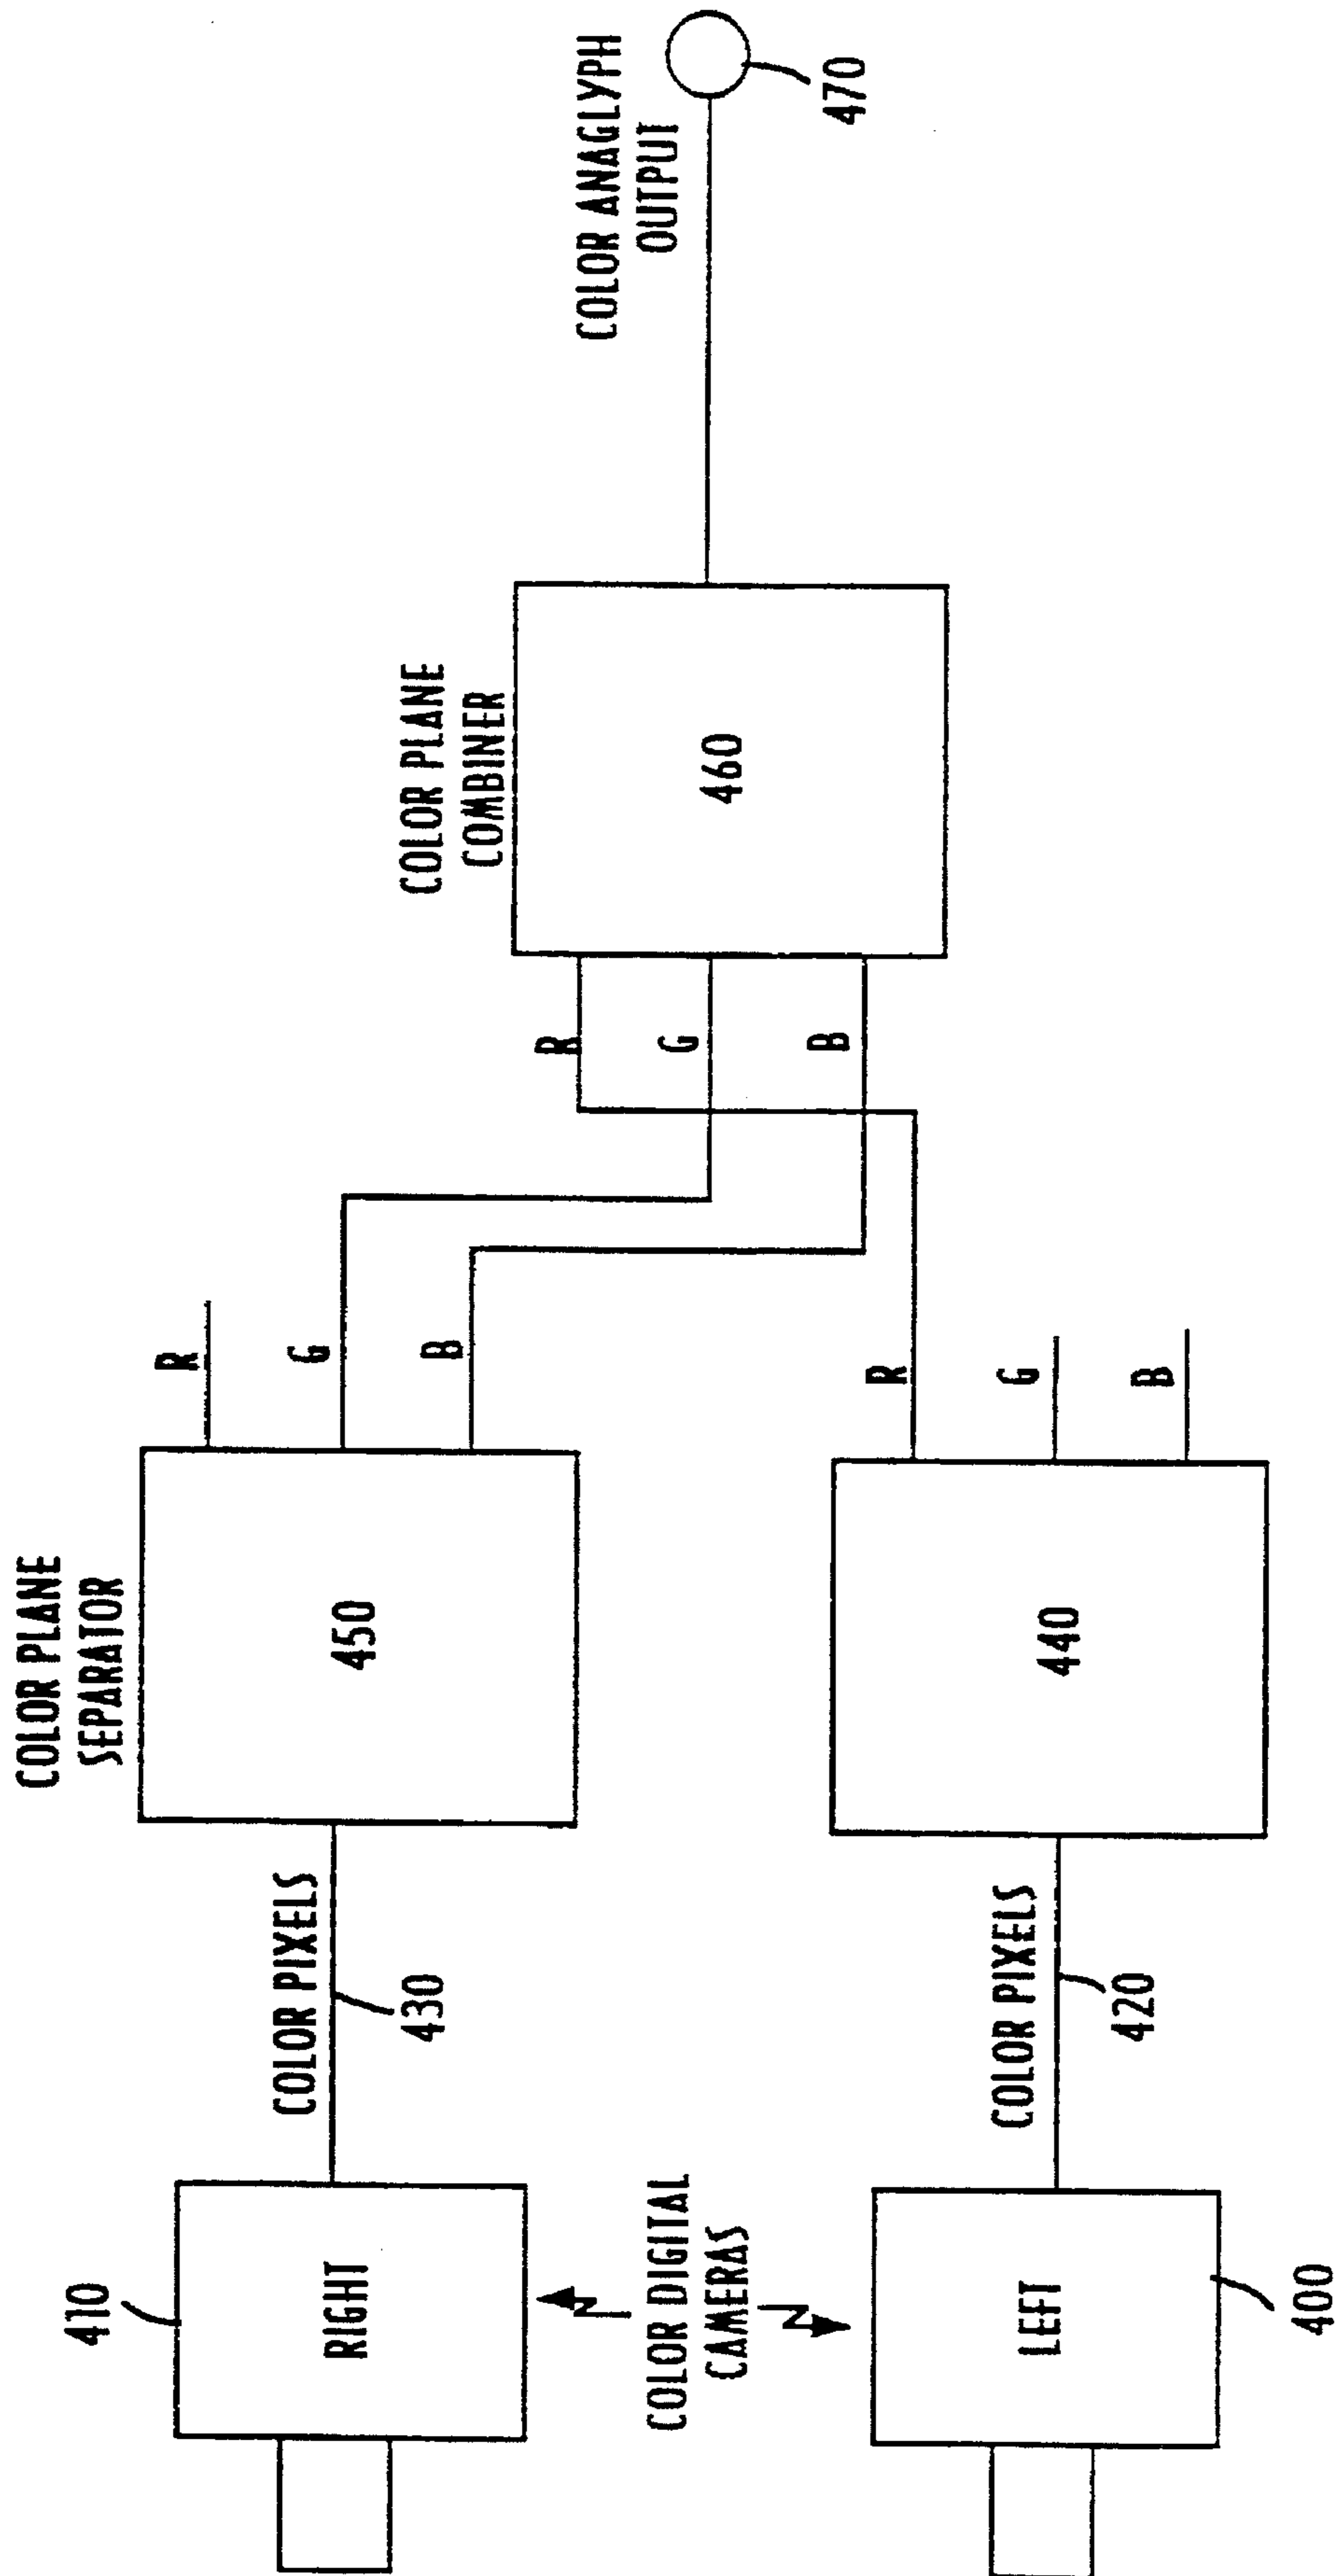 410
RIGHT
COLOR DIGITAL
CAMERAS
LEFT
400
COLOR PIXELS
430
COLOR PIXELS
420
COLOR PLANE
SEPARATOR
450
440
R
G
B
R
G
B
R
G
B
COLOR PLANE
COMBINER
460
COLOR ANAGLYPH
OUTPUT
470